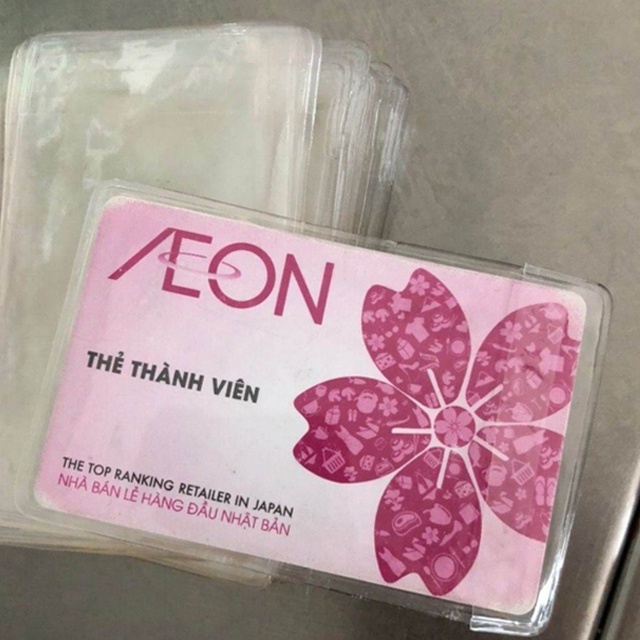 ÆON
THẺ THÀNH VIÊN
THE TOP RANKING RETAILER IN JAPAN
NHÀ BÁN LẺ HÀNG ĐẦU NHẬT BẢN